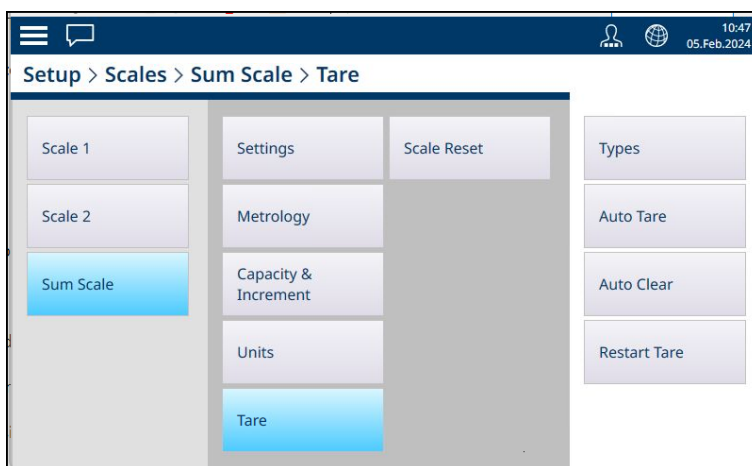 10:47
05.Feb.2024
Setup > Scales > Sum Scale > Tare
Scale 1
Scale 2
Sum Scale
Settings
Metrology
Capacity &
Increment
Units
Tare
Scale Reset
Types
Auto Tare
Auto Clear
Restart Tare